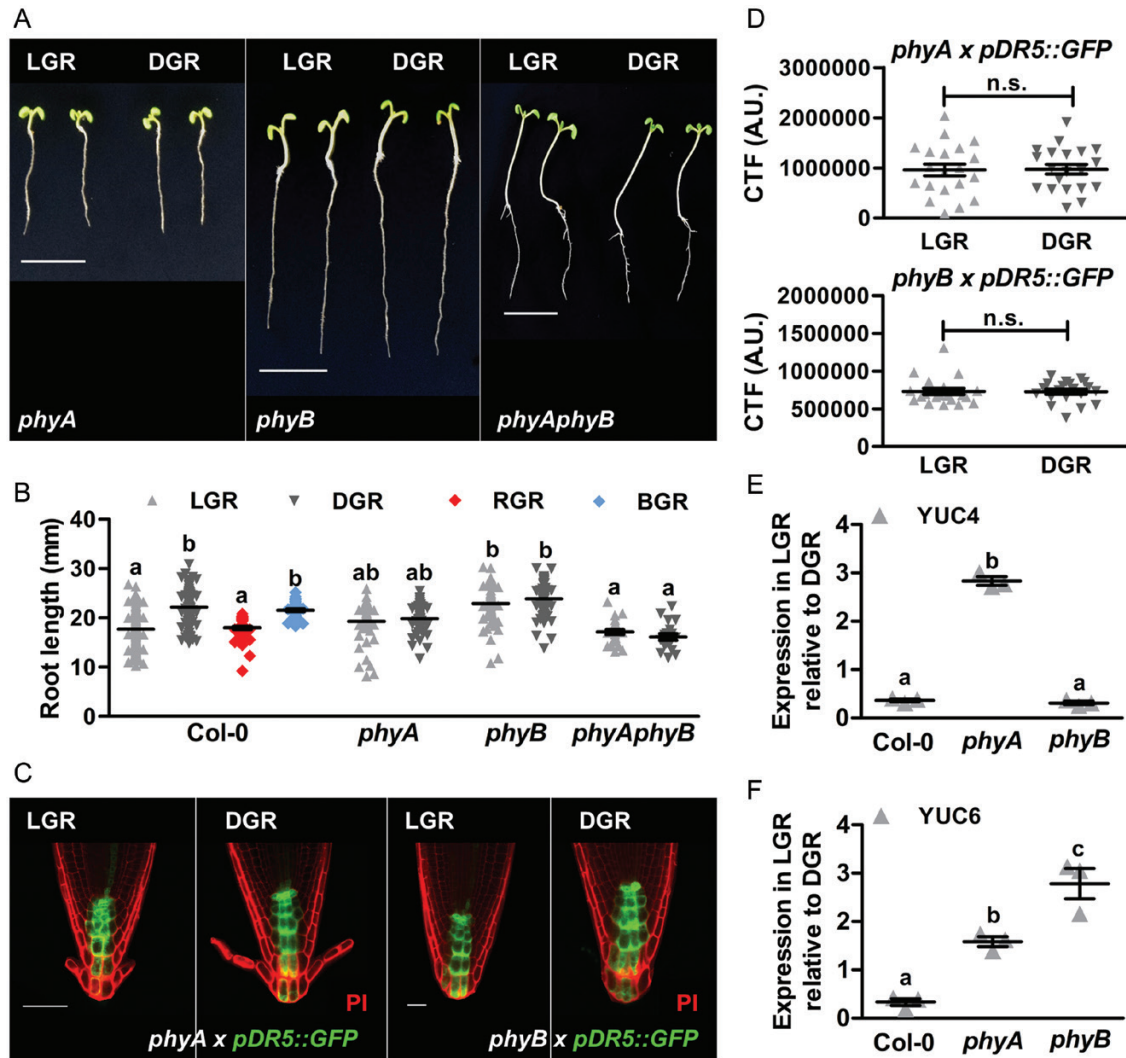 A
LGR DGR LGR DGR LGR DGR
phyA phyB phyAphyB
B
LGR DGR RGR BGR
Root length (mm)
40
30
20
10
0
a b a b ab ab b b a a
Col-0 phyA phyB phyAphyB
C
LGR DGR LGR DGR
PI PI
phyA x pDR5::GFP phyB x pDR5::GFP
D
phyA x pDR5::GFP
CTF (A.U.)
3000000
2000000
1000000
0
n.s.
LGR DGR
phyB x pDR5::GFP
CTF (A.U.)
2000000
1500000
1000000
500000
0
n.s.
LGR DGR
E
YUC4
Expression in LGR
relative to DGR
4
3
2
1
0
a b a
Col-0 phyA phyB
F
YUC6
Expression in LGR
relative to DGR
4
3
2
1
0
a b c
Col-0 phyA phyB